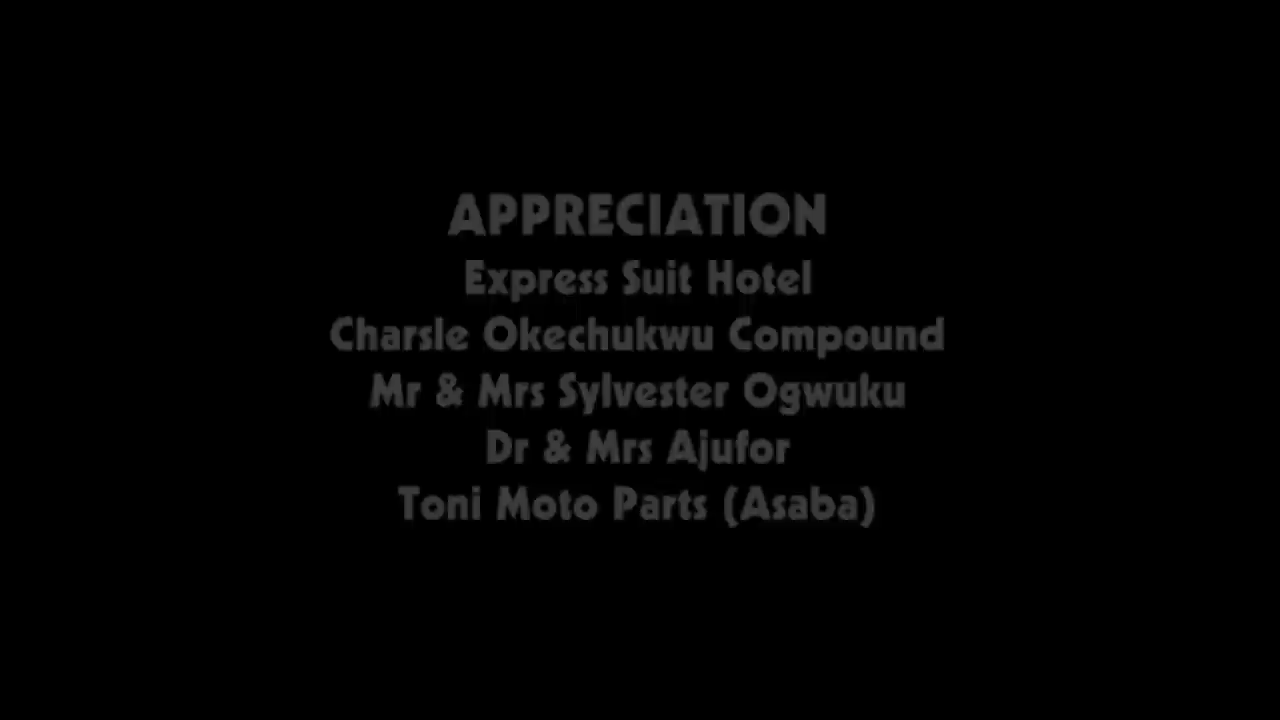 APPRECIATION
Express Suit Hotel
Charsle Okechukwu Compound
Mr & Mrs Sylvester Ogwuku
Dr & Mrs Ajufor
Toni Moto Parts (Asaba)